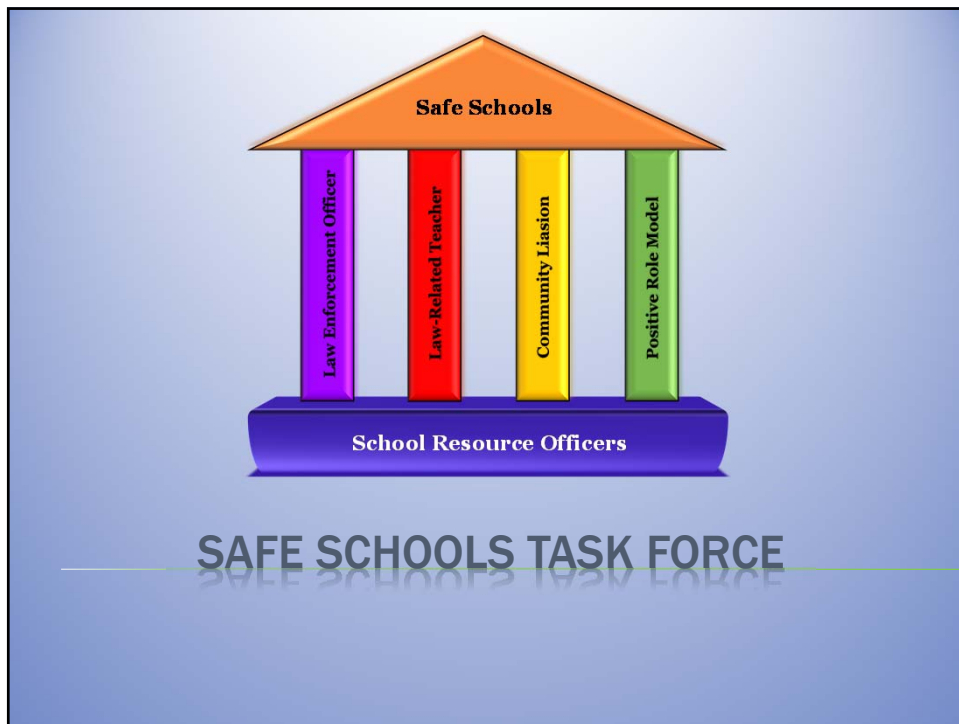 Safe Schools
Law Enforcement Officer
Law-Related Teacher
Community Liasion
Positive Role Model
School Resource Officers
SAFE SCHOOLS TASK FORCE